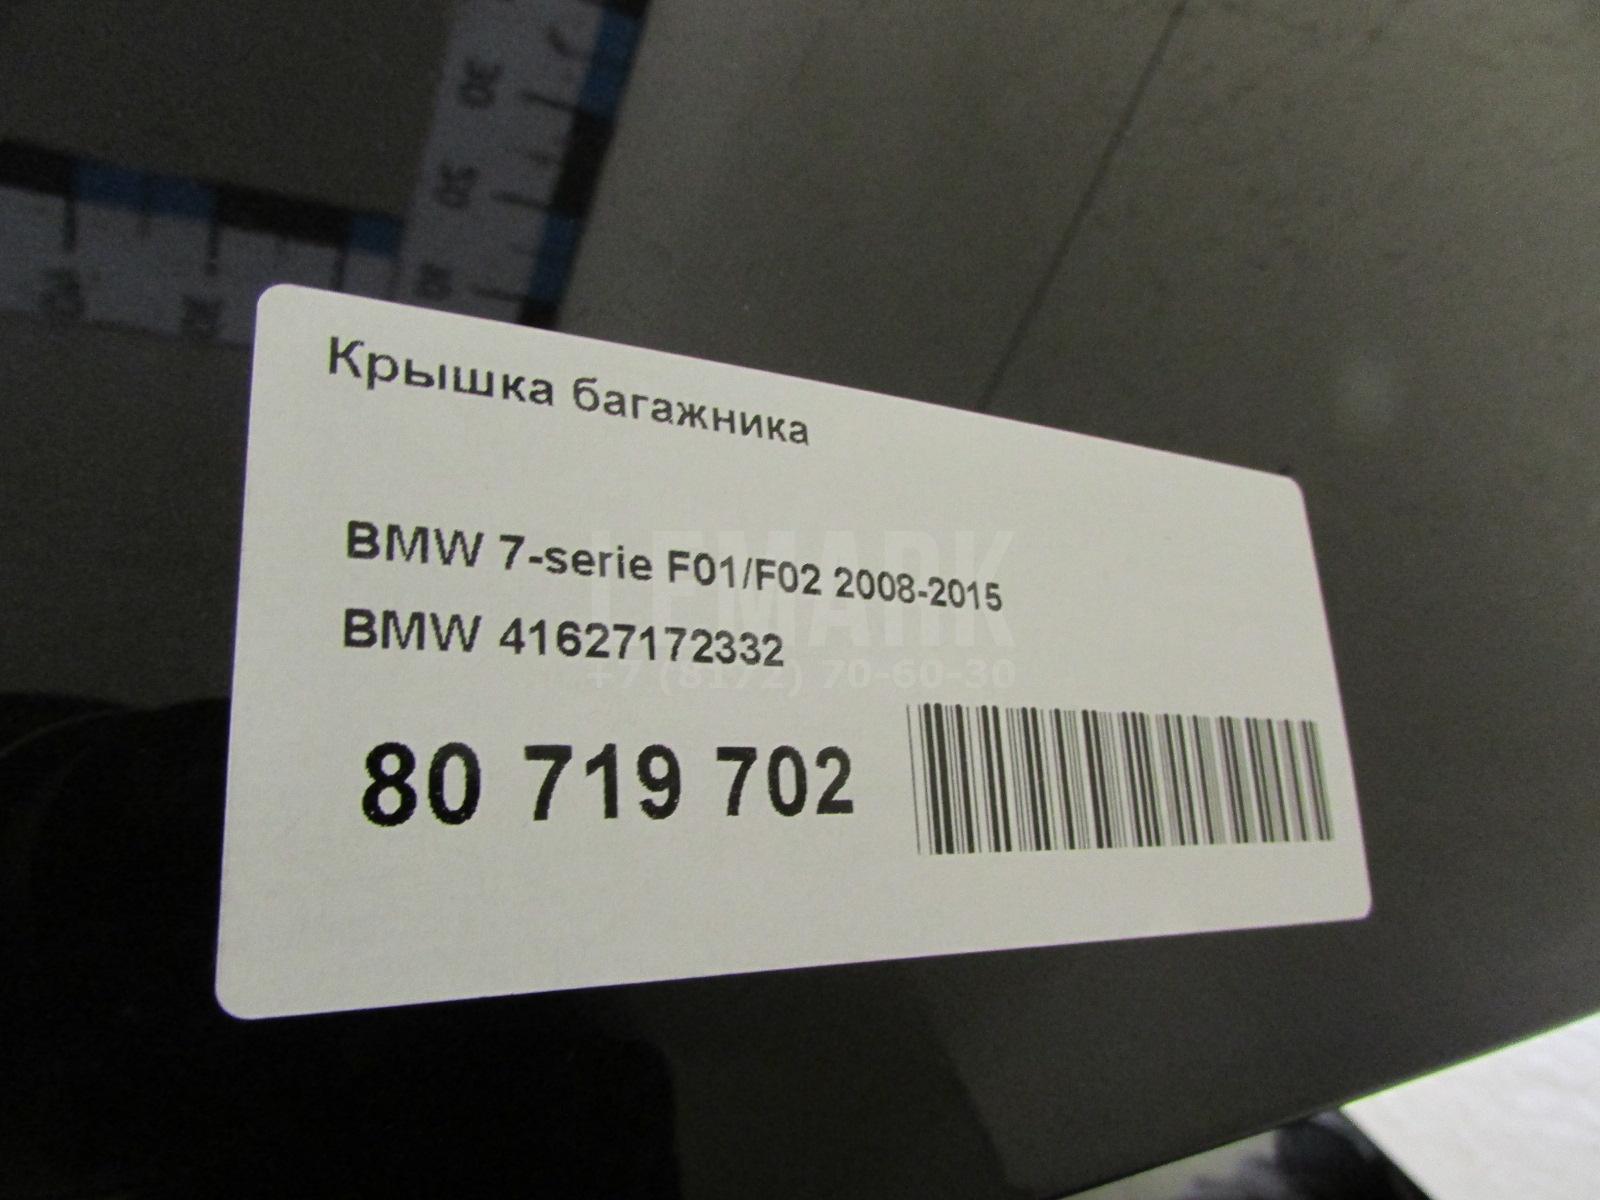 Крышка багажника
BMW 7-serie F01/F02 2008-2015
BMW 41627172332
LEMARK
+7 (8172) 70-60-30
80 719 702